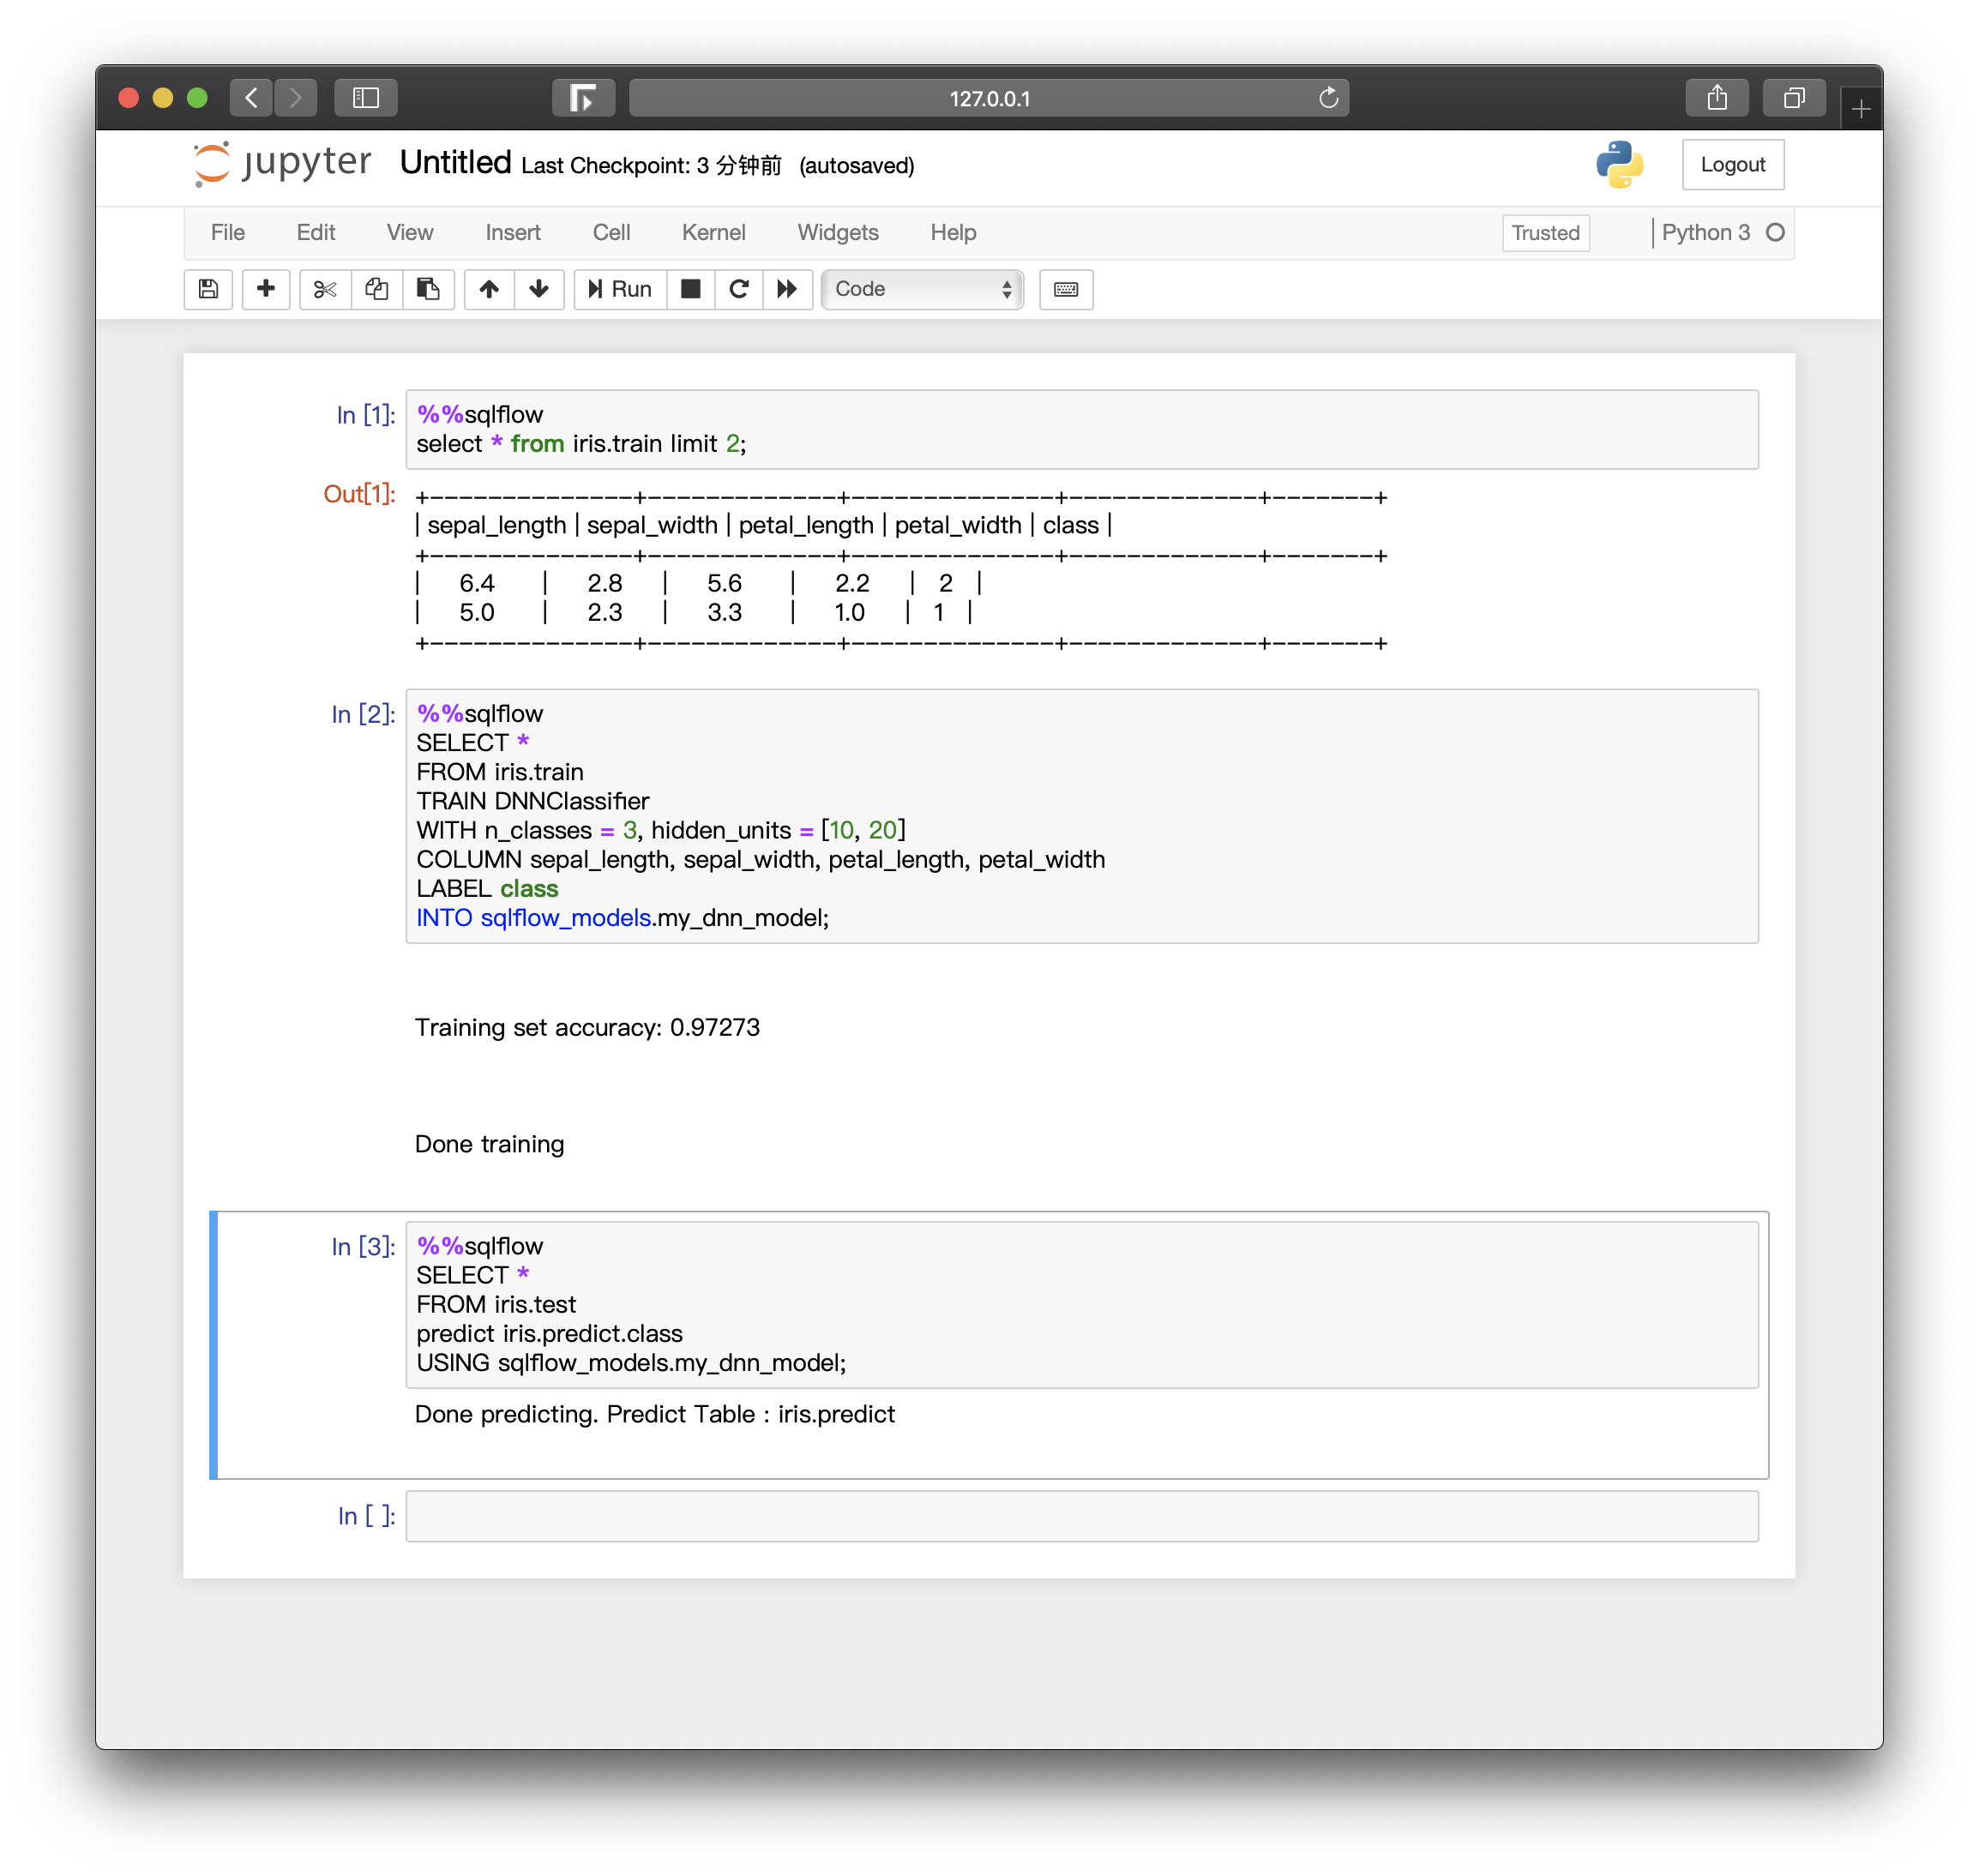 127.0.0.1
jupyter Untitled Last Checkpoint: 3 分钟前 (autosaved) Logout
File Edit View Insert Cell Kernel Widgets Help Trusted Python 3
Run Code
In [1]: %%sqlflow
select * from iris.train limit 2;
Out[1]: +--------------+-------------+--------------+-------------+-------+
| sepal_length | sepal_width | petal_length | petal_width | class |
+--------------+-------------+--------------+-------------+-------+
| 6.4 | 2.8 | 5.6 | 2.2 | 2 |
| 5.0 | 2.3 | 3.3 | 1.0 | 1 |
+--------------+-------------+--------------+-------------+-------+
In [2]: %%sqlflow
SELECT *
FROM iris.train
TRAIN DNNClassifier
WITH n_classes = 3, hidden_units = [10, 20]
COLUMN sepal_length, sepal_width, petal_length, petal_width
LABEL class
INTO sqlflow_models.my_dnn_model;
Training set accuracy: 0.97273
Done training
In [3]: %%sqlflow
SELECT *
FROM iris.test
predict iris.predict.class
USING sqlflow_models.my_dnn_model;
Done predicting. Predict Table : iris.predict
In [ ]: